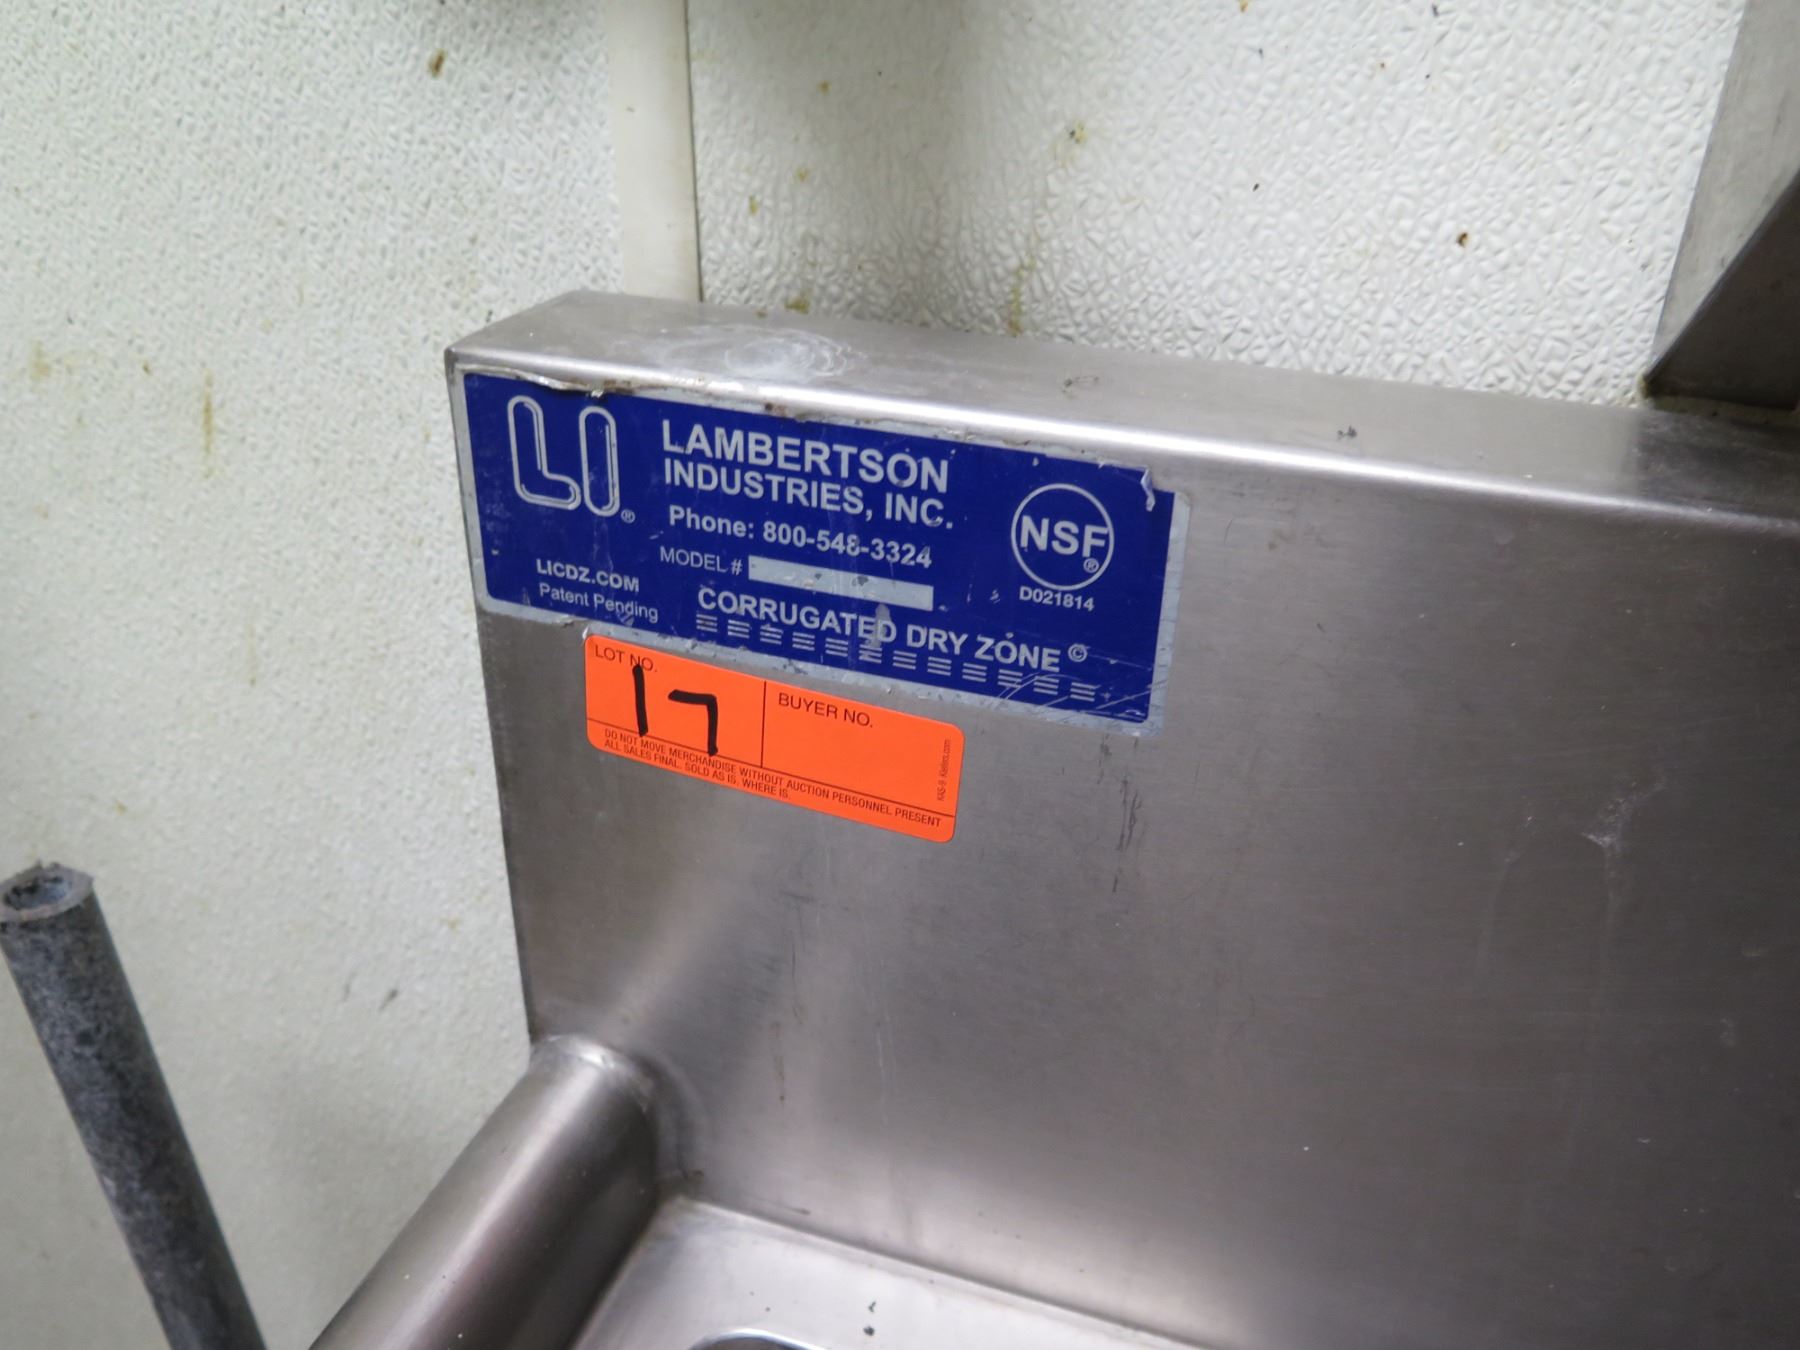 LI®
LAMBERTSON
INDUSTRIES, INC.
Phone: 800-548-3324
MODEL #
LICDZ.COM
Patent Pending
CORRUGATED DRY ZONE ©
NSF®
D021814
LOT NO.
17
BUYER NO.
DO NOT MOVE MERCHANDISE WITHOUT AUCTION PERSONNEL PRESENT
ALL SALES FINAL. SOLD AS IS, WHERE IS.